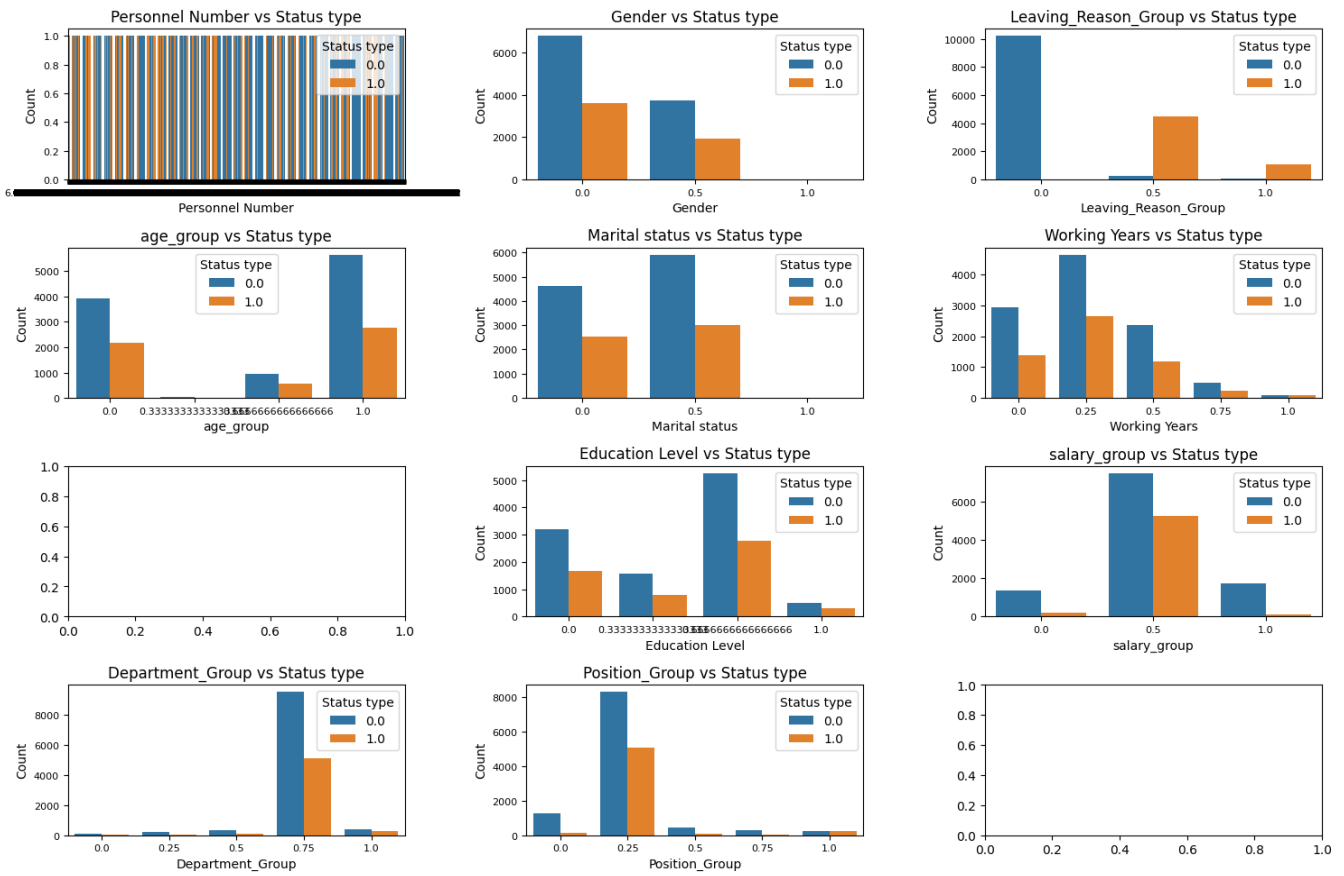 Personnel Number vs Status type
Count
1.0
0.8
0.6
0.4
0.2
0.0
Status type
0.0
1.0
6.
Personnel Number
Gender vs Status type
Count
6000
4000
2000
0
Status type
0.0
1.0
0.0 0.5 1.0
Gender
Leaving_Reason_Group vs Status type
Count
10000
8000
6000
4000
2000
0
Status type
0.0
1.0
0.0 0.5 1.0
Leaving_Reason_Group
age_group vs Status type
Count
5000
4000
3000
2000
1000
0
Status type
0.0
1.0
0.0 1.0
age_group
Marital status vs Status type
Count
6000
5000
4000
3000
2000
1000
0
Status type
0.0
1.0
0.0 0.5 1.0
Marital status
Working Years vs Status type
Count
4000
3000
2000
1000
0
Status type
0.0
1.0
0.0 0.25 0.5 0.75 1.0
Working Years
1.0
0.8
0.6
0.4
0.2
0.0
0.0 0.2 0.4 0.6 0.8 1.0
Education Level vs Status type
Count
5000
4000
3000
2000
1000
0
Status type
0.0
1.0
0.0 1.0
Education Level
salary_group vs Status type
Count
6000
4000
2000
0
Status type
0.0
1.0
0.0 0.5 1.0
salary_group
Department_Group vs Status type
Count
8000
6000
4000
2000
0
Status type
0.0
1.0
0.0 0.25 0.5 0.75 1.0
Department_Group
Position_Group vs Status type
Count
8000
6000
4000
2000
0
Status type
0.0
1.0
0.0 0.25 0.5 0.75 1.0
Position_Group
1.0
0.8
0.6
0.4
0.2
0.0
0.0 0.2 0.4 0.6 0.8 1.0